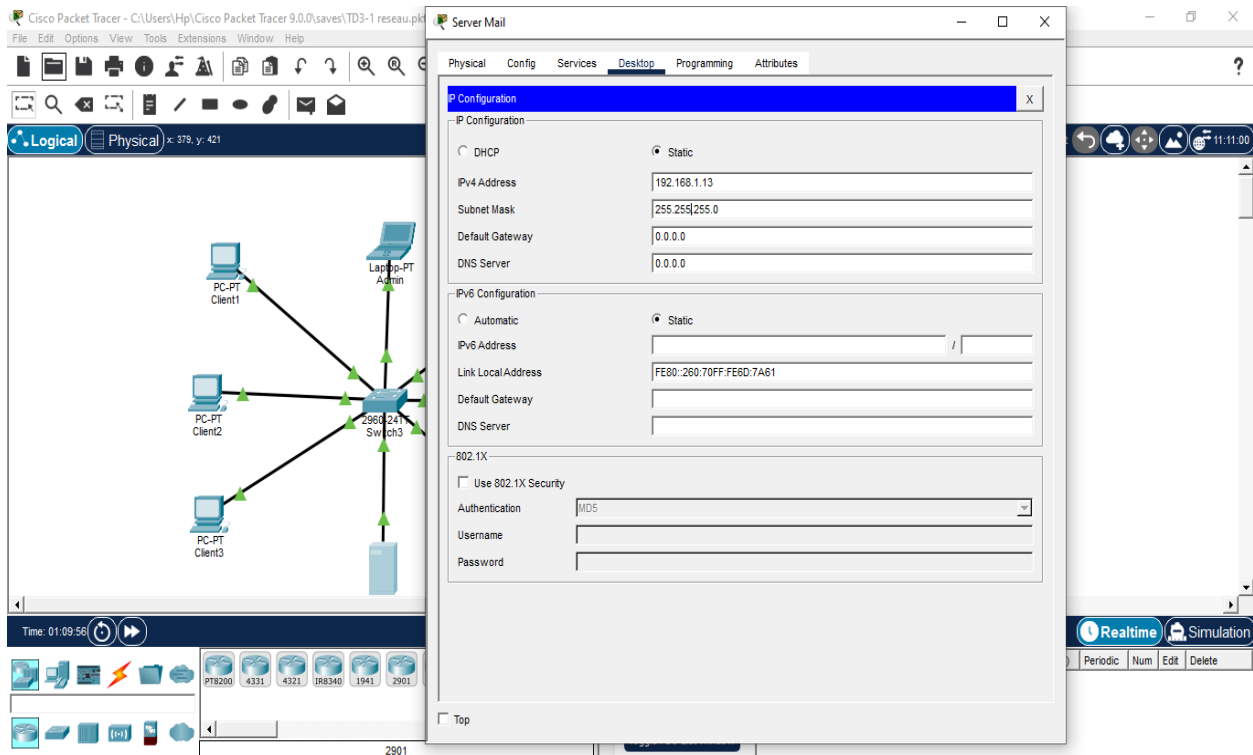 Cisco Packet Tracer - C:\Users\Hp\Cisco Packet Tracer 9.0.0\saves\TD3-1 reseau.pkt
File Edit Options View Tools Extensions Window Help
Logical
Physical
x: 379, y: 421
11:11:00
PC-PT
Client1
Laptop-PT
Admin
PC-PT
Client2
2960-24TT
Switch3
PC-PT
Client3
Time: 01:09:56
Realtime
Simulation
Periodic Num Edit Delete
PT8200 4331 4321 IR8340 1941 2901
2901
Server Mail
Physical Config Services Desktop Programming Attributes
IP Configuration
X
IP Configuration
DHCP
Static
IPv4 Address
192.168.1.13
Subnet Mask
255.255.255.0
Default Gateway
0.0.0.0
DNS Server
0.0.0.0
IPv6 Configuration
Automatic
Static
IPv6 Address
/
Link Local Address
FE80::260:70FF:FE6D:7A61
Default Gateway
DNS Server
802.1X
Use 802.1X Security
Authentication
MD5
Username
Password
Top